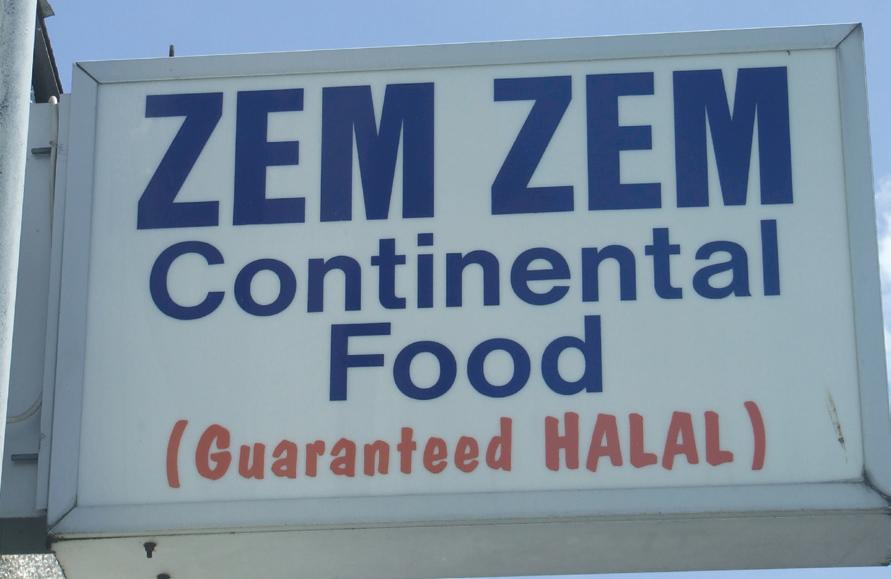 ZEM ZEM
Continental
Food
(Guaranteed HALAL)